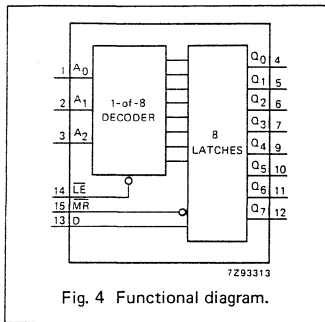 1 A0
2 A1
3 A2
1-of-8
DECODER
14 LE
15 MR
13 D
8
LATCHES
Q0 4
Q1 5
Q2 6
Q3 7
Q4 9
Q5 10
Q6 11
Q7 12
7Z93313
Fig. 4 Functional diagram.